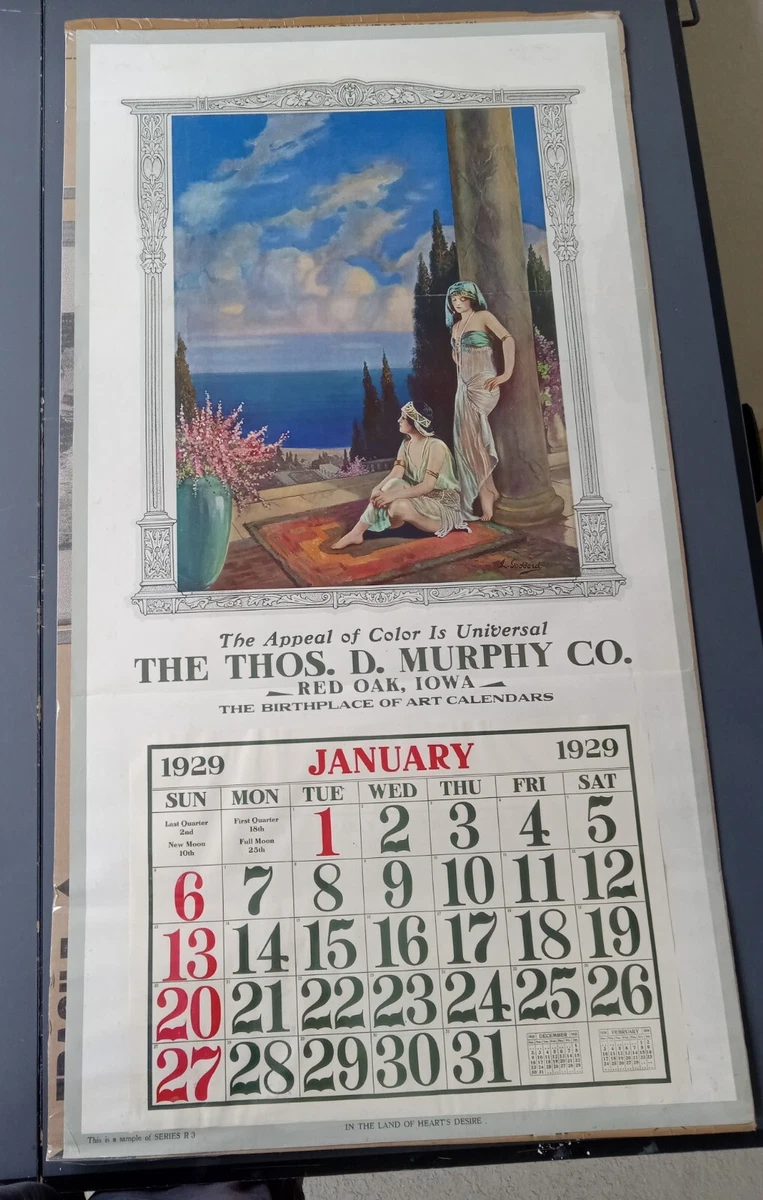 L. Goddard
The Appeal of Color Is Universal
THE THOS. D. MURPHY CO.
RED OAK, IOWA
THE BIRTHPLACE OF ART CALENDARS
1929 JANUARY 1929
SUN MON TUE WED THU FRI SAT
Last Quarter 2nd New Moon 10th First Quarter 18th Full Moon 25th 1 2 3 4 5
6 7 8 9 10 11 12
13 14 15 16 17 18 19
20 21 22 23 24 25 26
27 28 29 30 31 DECEMBER FEBRUARY
IN THE LAND OF HEART'S DESIRE
This is a sample of SERIES R 3